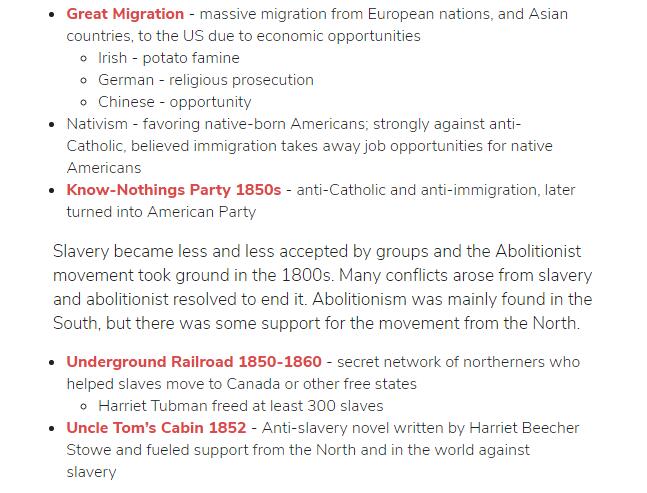 Great Migration - massive migration from European nations, and Asian
countries, to the US due to economic opportunities
Irish - potato famine
German - religious prosecution
Chinese - opportunity
Nativism - favoring native-born Americans; strongly against anti-
Catholic, believed immigration takes away job opportunities for native
Americans
Know-Nothings Party 1850s - anti-Catholic and anti-immigration, later
turned into American Party
Slavery became less and less accepted by groups and the Abolitionist
movement took ground in the 1800s. Many conflicts arose from slavery
and abolitionist resolved to end it. Abolitionism was mainly found in the
South, but there was some support for the movement from the North.
Underground Railroad 1850-1860 - secret network of northerners who
helped slaves move to Canada or other free states
Harriet Tubman freed at least 300 slaves
Uncle Tom's Cabin 1852 - Anti-slavery novel written by Harriet Beecher
Stowe and fueled support from the North and in the world against
slavery